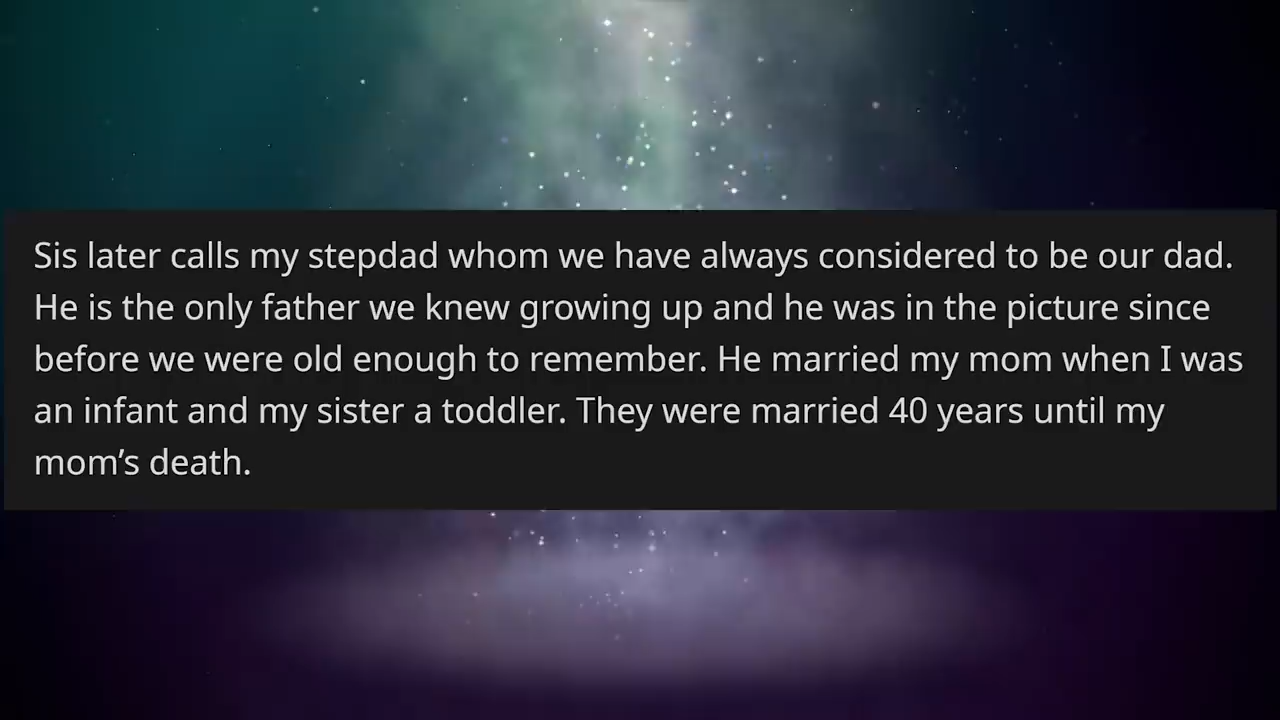 Sis later calls my stepdad whom we have always considered to be our dad.
He is the only father we knew growing up and he was in the picture since
before we were old enough to remember. He married my mom when I was
an infant and my sister a toddler. They were married 40 years until my
mom’s death.